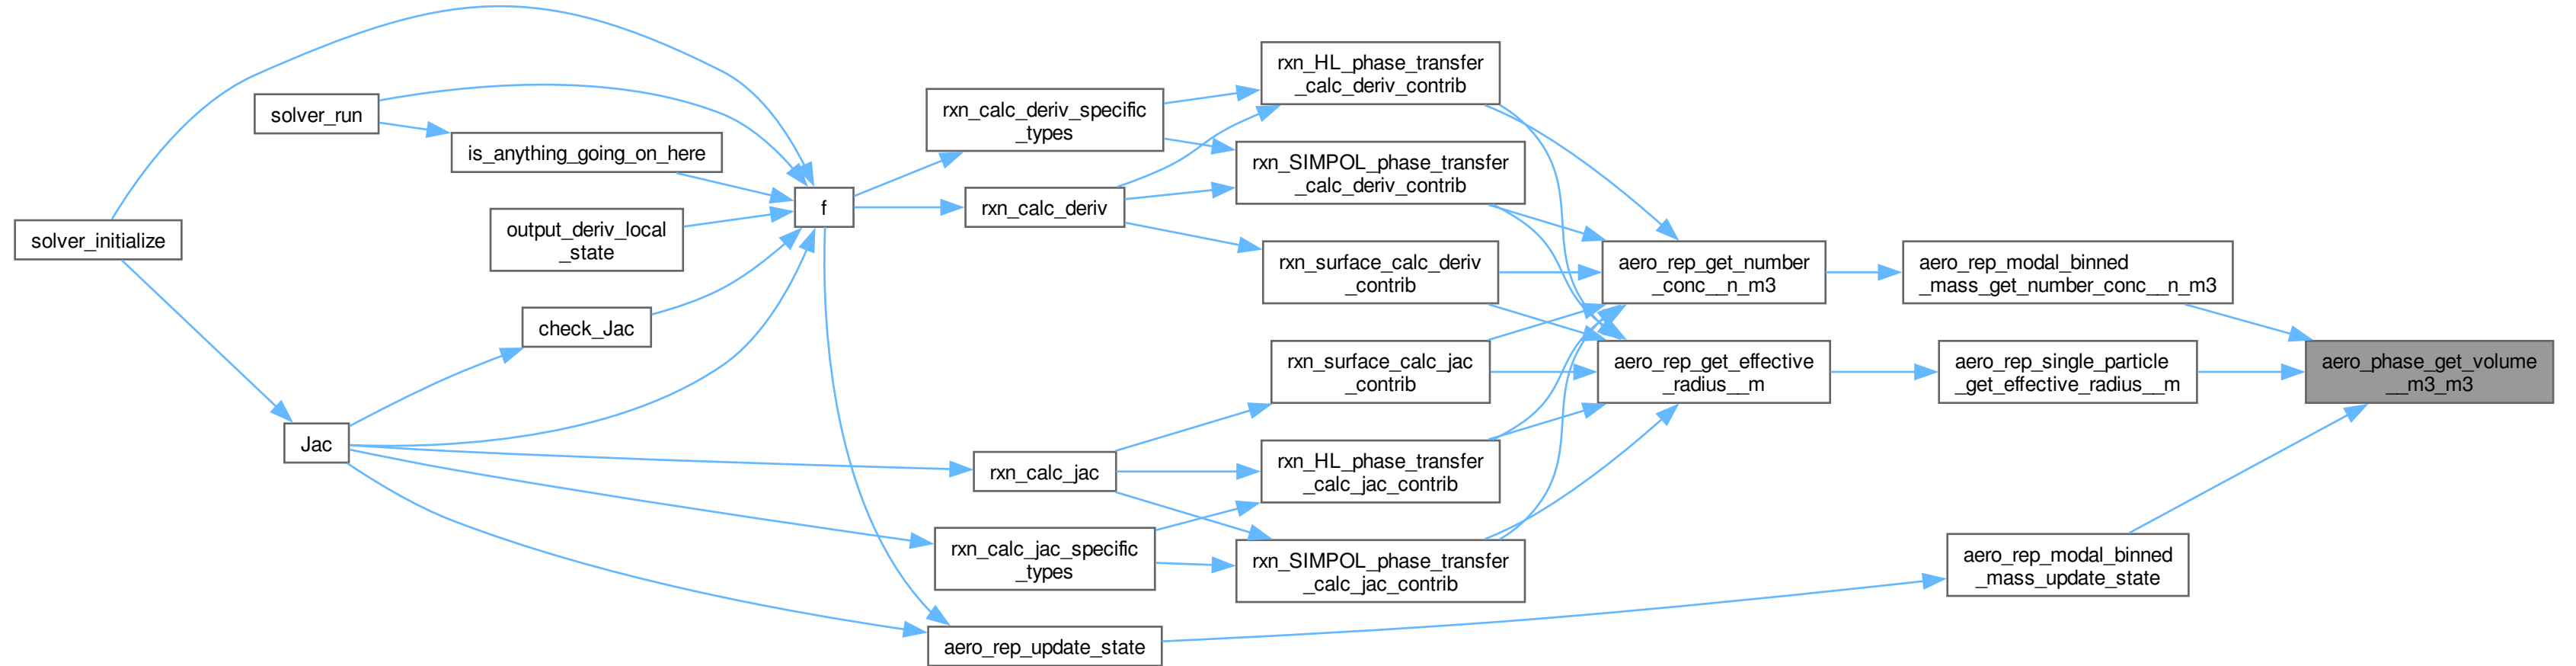 solver_initialize
solver_run
is_anything_going_on_here
output_deriv_local
_state
check_Jac
Jac
f
rxn_calc_deriv_specific
_types
rxn_calc_deriv
rxn_calc_jac
rxn_calc_jac_specific
_types
aero_rep_update_state
rxn_HL_phase_transfer
_calc_deriv_contrib
rxn_SIMPOL_phase_transfer
_calc_deriv_contrib
rxn_surface_calc_deriv
_contrib
rxn_surface_calc_jac
_contrib
rxn_HL_phase_transfer
_calc_jac_contrib
rxn_SIMPOL_phase_transfer
_calc_jac_contrib
aero_rep_get_number
_conc__n_m3
aero_rep_get_effective
_radius__m
aero_rep_modal_binned
_mass_get_number_conc__n_m3
aero_rep_single_particle
_get_effective_radius__m
aero_rep_modal_binned
_mass_update_state
aero_phase_get_volume
__m3_m3